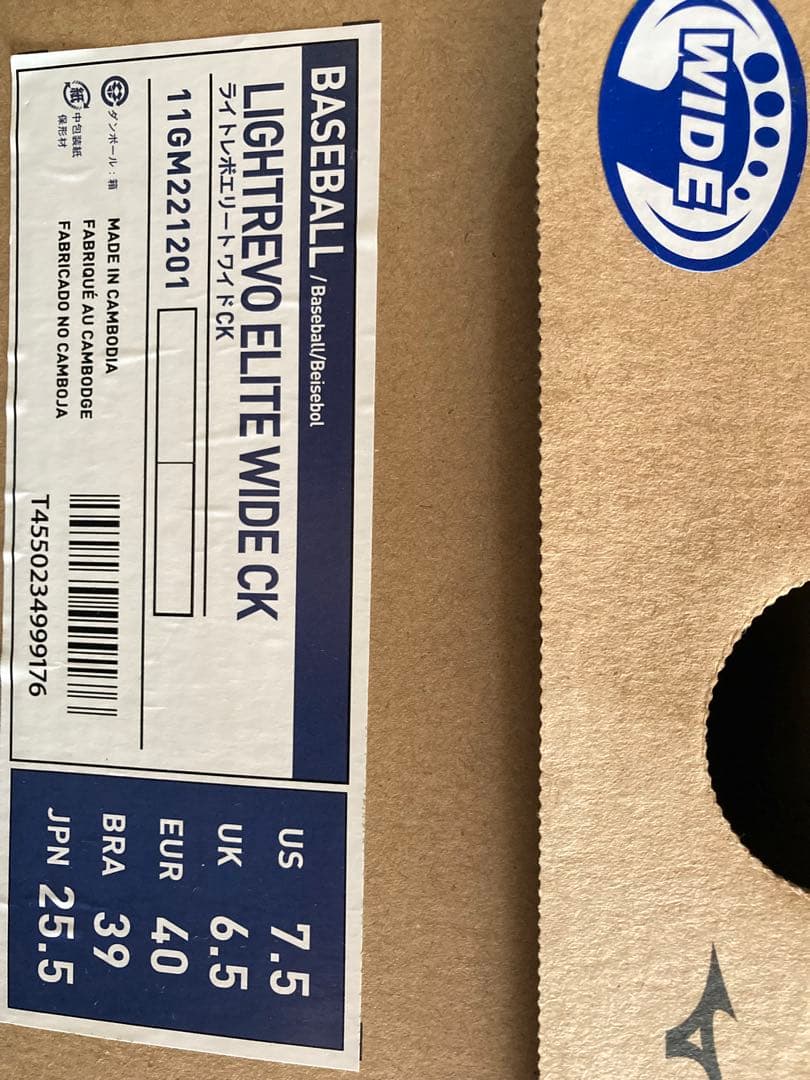 BASEBALL /Baseball/Beisebol
LIGHTREVO ELITE WIDE CK
ライトレボエリートワイドCK
11GM221201
ダンボール：箱
紙 中包装紙
保形材
MADE IN CAMBODIA
FABRIQUÉ AU CAMBODGE
FABRICADO NO CAMBOJA
T4550234999176
US 7.5
UK 6.5
EUR 40
BRA 39
JPN 25.5
WIDE